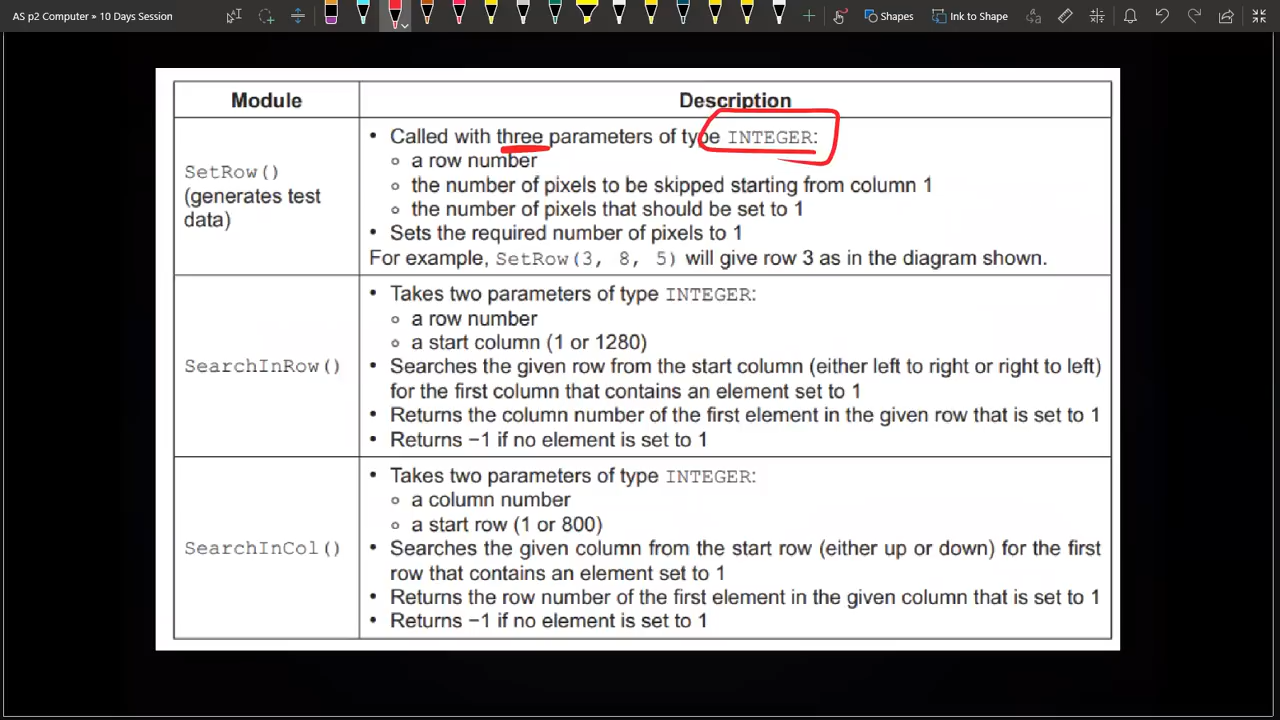 AS p2 Computer » 10 Days Session
Shapes
Ink to Shape
Module
Description
SetRow()
(generates test
data)
• Called with three parameters of type INTEGER:
◦ a row number
◦ the number of pixels to be skipped starting from column 1
◦ the number of pixels that should be set to 1
• Sets the required number of pixels to 1
For example, SetRow(3, 8, 5) will give row 3 as in the diagram shown.
SearchInRow()
• Takes two parameters of type INTEGER:
◦ a row number
◦ a start column (1 or 1280)
• Searches the given row from the start column (either left to right or right to left)
for the first column that contains an element set to 1
• Returns the column number of the first element in the given row that is set to 1
• Returns −1 if no element is set to 1
SearchInCol()
• Takes two parameters of type INTEGER:
◦ a column number
◦ a start row (1 or 800)
• Searches the given column from the start row (either up or down) for the first
row that contains an element set to 1
• Returns the row number of the first element in the given column that is set to 1
• Returns −1 if no element is set to 1